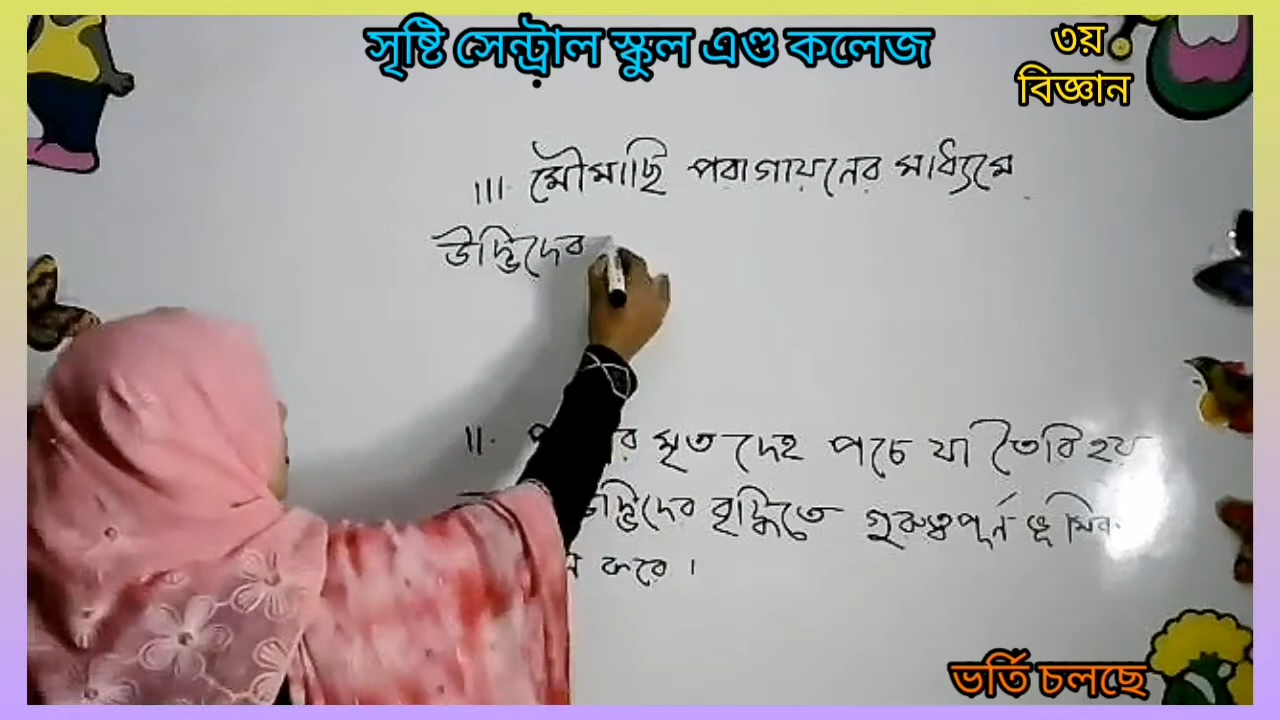 সৃষ্টি সেন্ট্রাল স্কুল এণ্ড কলেজ
৩য়
বিজ্ঞান
III. মৌমাছি পরাগায়নের মাধ্যমে
উদ্ভিদের
II. মৃত দেহ পচে যা তৈরি হয়
উদ্ভিদের বৃদ্ধিতে গুরুত্বপূর্ন ভূমিকা
করে।
ভর্তি চলছে